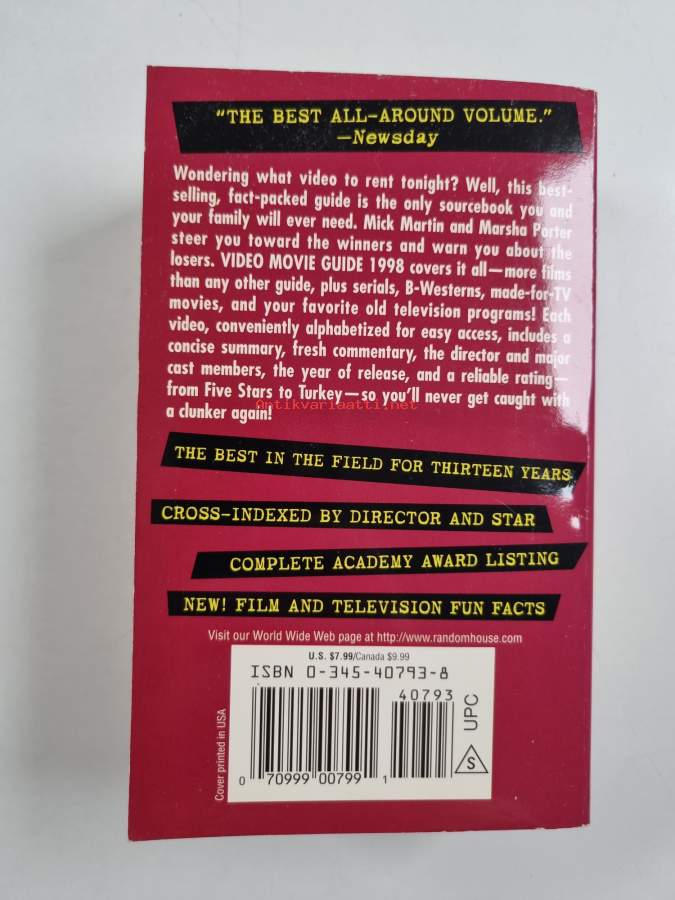 “THE BEST ALL-AROUND VOLUME.”
—Newsday
Wondering what video to rent tonight? Well, this best-
selling, fact-packed guide is the only sourcebook you and
your family will ever need. Mick Martin and Marsha Porter
steer you toward the winners and warn you about the
losers. VIDEO MOVIE GUIDE 1998 covers it all—more films
than any other guide, plus serials, B-Westerns, made-for-TV
movies, and your favorite old television programs! Each
video, conveniently alphabetized for easy access, includes a
concise summary, fresh commentary, the director and major
cast members, the year of release, and a reliable rating—
from Five Stars to Turkey—so you'll never get caught with
a clunker again!
Antikvariaatti.net
THE BEST IN THE FIELD FOR THIRTEEN YEARS
CROSS-INDEXED BY DIRECTOR AND STAR
COMPLETE ACADEMY AWARD LISTING
NEW! FILM AND TELEVISION FUN FACTS
Visit our World Wide Web page at http://www.randomhouse.com
U.S. $7.99/Canada $9.99
ISBN 0-345-40793-8
40793
0 70999 00799 1
UPC
S
Cover printed in USA